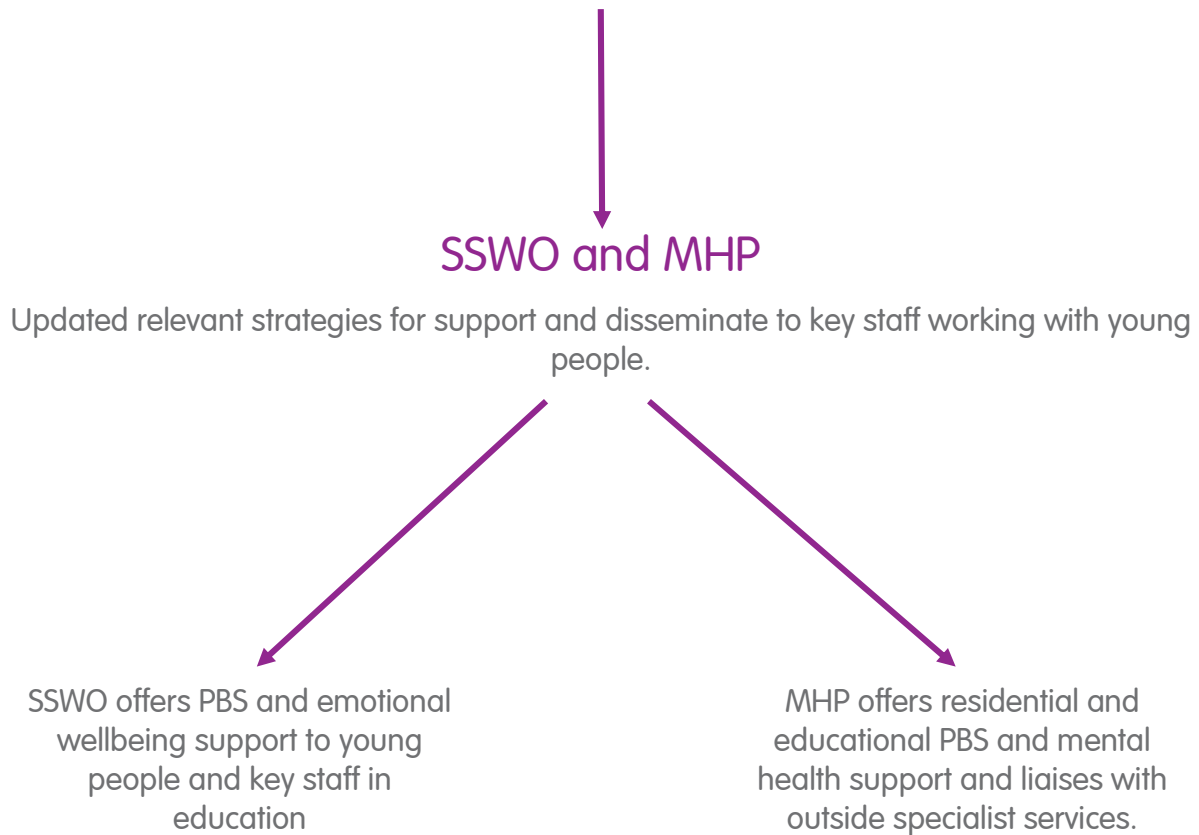 SSWO and MHP
Updated relevant strategies for support and disseminate to key staff working with young
people.
SSWO offers PBS and emotional
wellbeing support to young
people and key staff in
education
MHP offers residential and
educational PBS and mental
health support and liaises with
outside specialist services.